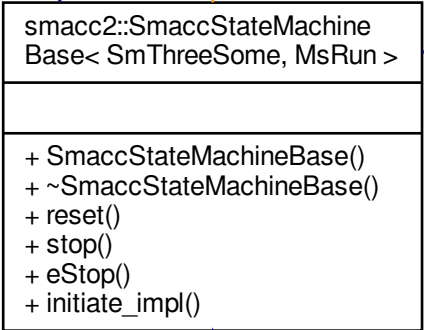 smacc2::SmaccStateMachine
Base< SmThreeSome, MsRun >
+ SmaccStateMachineBase()
+ ~SmaccStateMachineBase()
+ reset()
+ stop()
+ eStop()
+ initiate_impl()